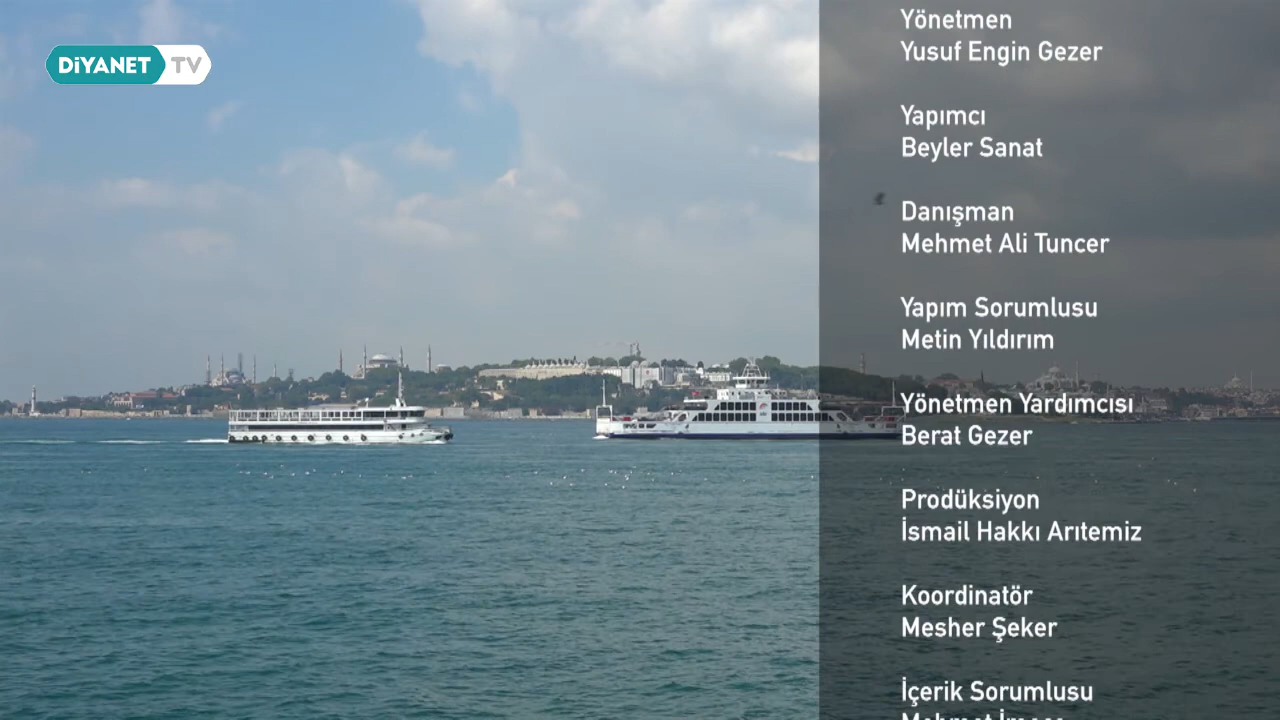 DİYANET TV
Yönetmen
Yusuf Engin Gezer
Yapımcı
Beyler Sanat
Danışman
Mehmet Ali Tuncer
Yapım Sorumlusu
Metin Yıldırım
Yönetmen Yardımcısı
Berat Gezer
Prodüksiyon
İsmail Hakkı Arıtemiz
Koordinatör
Mesher Şeker
İçerik Sorumlusu
Mehmet